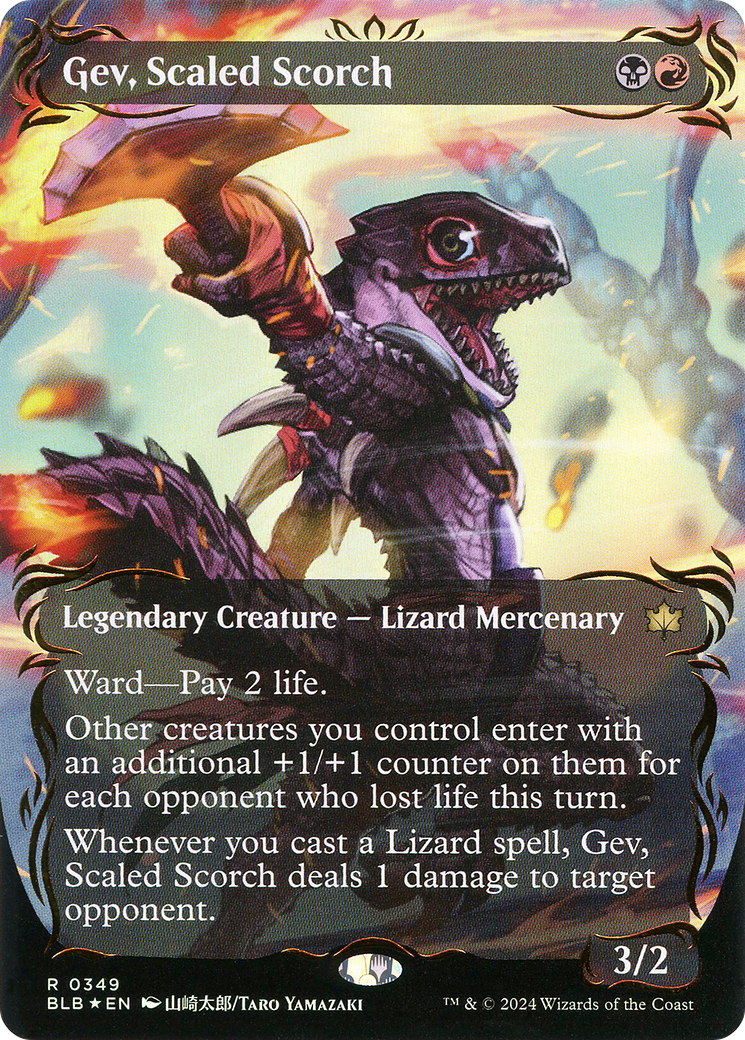 Gev, Scaled Scorch
Legendary Creature — Lizard Mercenary
Ward—Pay 2 life.
Other creatures you control enter with
an additional +1/+1 counter on them for
each opponent who lost life this turn.
Whenever you cast a Lizard spell, Gev,
Scaled Scorch deals 1 damage to target
opponent.
3/2
R 0349
BLB★EN 山崎太郎/Taro Yamazaki
™ & © 2024 Wizards of the Coast